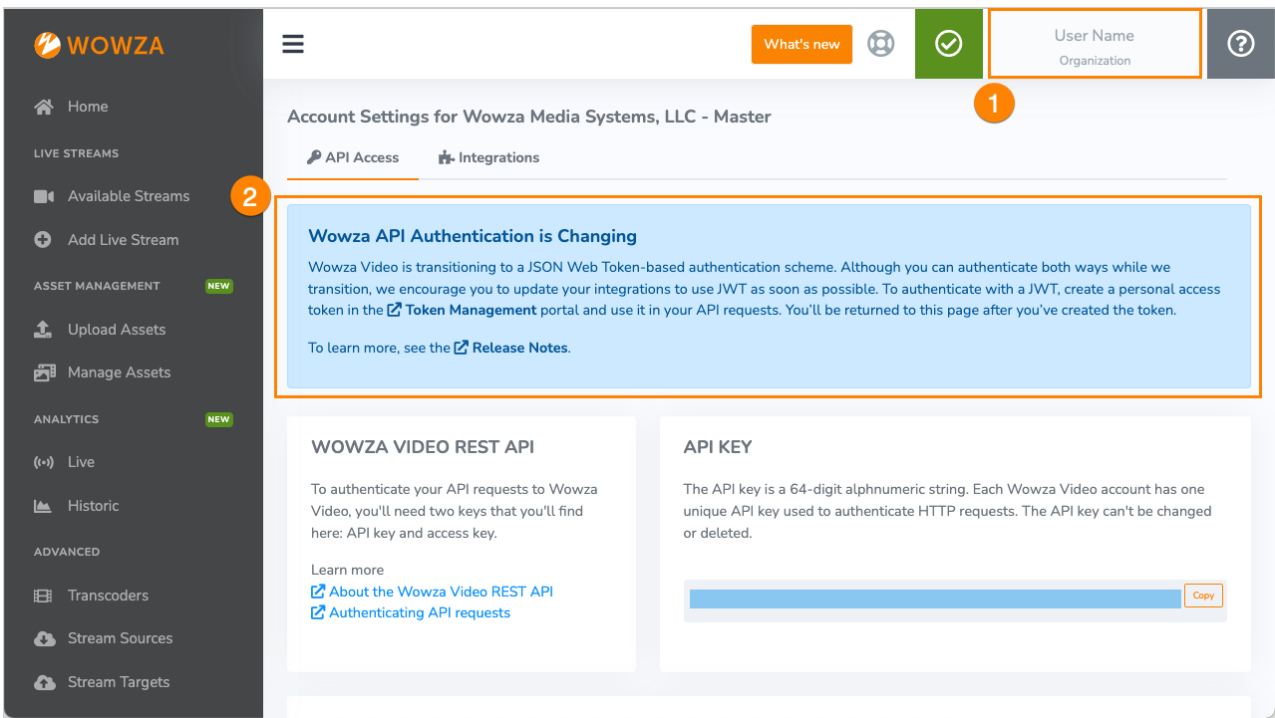 WOWZA
What's new
User Name
Organization
1
Home
LIVE STREAMS
Available Streams
Add Live Stream
ASSET MANAGEMENT NEW
Upload Assets
Manage Assets
ANALYTICS NEW
Live
Historic
ADVANCED
Transcoders
Stream Sources
Stream Targets
Account Settings for Wowza Media Systems, LLC - Master
API Access Integrations
2
Wowza API Authentication is Changing
Wowza Video is transitioning to a JSON Web Token-based authentication scheme. Although you can authenticate both ways while we
transition, we encourage you to update your integrations to use JWT as soon as possible. To authenticate with a JWT, create a personal access
token in the Token Management portal and use it in your API requests. You'll be returned to this page after you've created the token.
To learn more, see the Release Notes.
WOWZA VIDEO REST API
To authenticate your API requests to Wowza
Video, you'll need two keys that you'll find
here: API key and access key.
Learn more
About the Wowza Video REST API
Authenticating API requests
API KEY
The API key is a 64-digit alphnumeric string. Each Wowza Video account has one
unique API key used to authenticate HTTP requests. The API key can't be changed
or deleted.
Copy